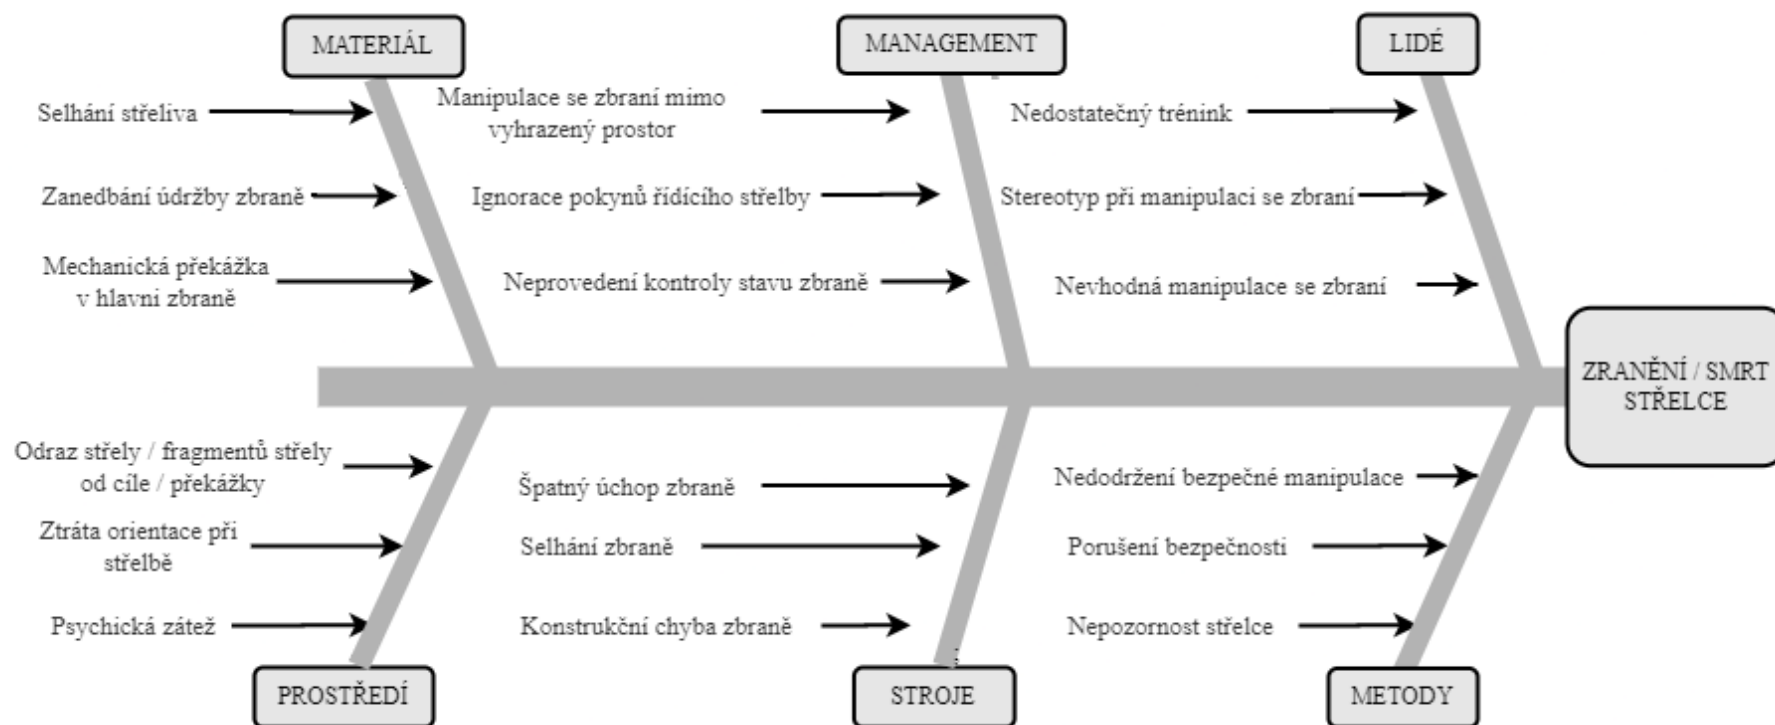 MATERIÁL
MANAGEMENT
LIDÉ
Selhání střeliva
Manipulace se zbraní mimo
vyhrazený prostor
Nedostatečný trénink
Zanedbání údržby zbraně
Ignorace pokynů řídícího střelby
Stereotyp při manipulaci se zbraní
Mechanická překážka
v hlavni zbraně
Neprovedení kontroly stavu zbraně
Nevhodná manipulace se zbraní
ZRANĚNÍ / SMRT
STŘELCE
Odraz střely / fragmentů střely
od cíle / překážky
Špatný úchop zbraně
Nedodržení bezpečné manipulace
Ztráta orientace při
střelbě
Selhání zbraně
Porušení bezpečnosti
Psychická zátež
Konstrukční chyba zbraně
Nepozornost střelce
PROSTŘEDÍ
STROJE
METODY